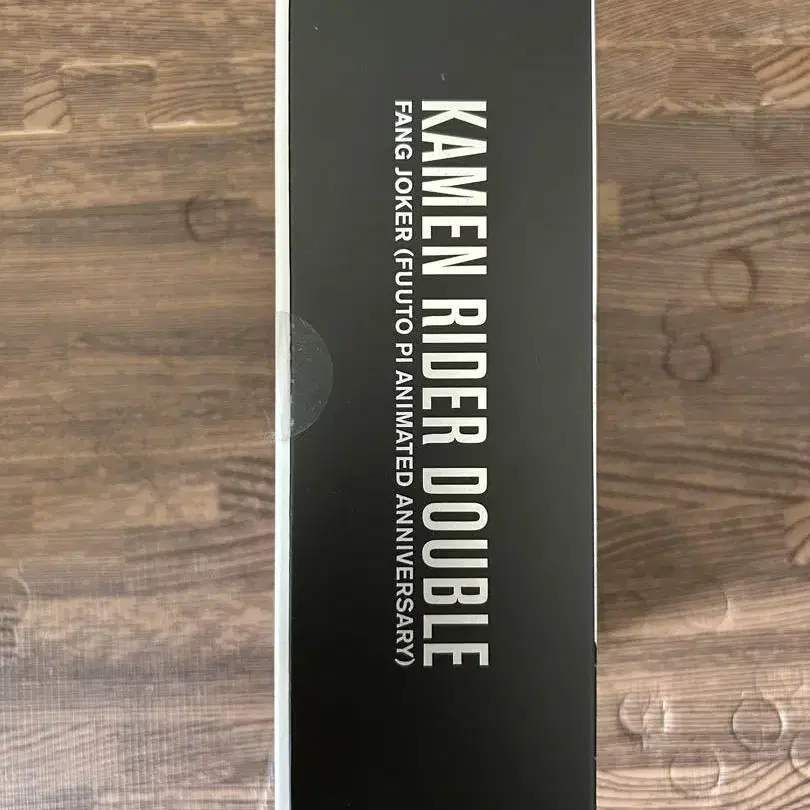 KAMEN RIDER DOUBLE
FANG JOKER (FUUTO PI ANIMATED ANNIVERSARY)